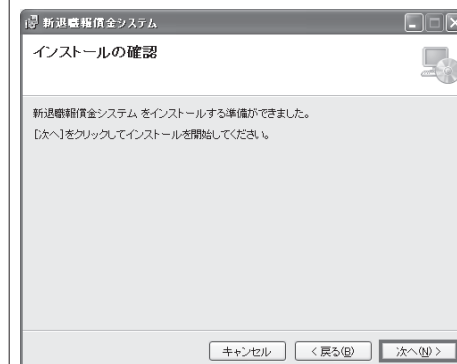 新退職報償金システム
インストールの確認
新退職報償金システム をインストールする準備ができました。
[次へ]をクリックしてインストールを開始してください。
キャンセル
< 戻る(B)
次へ(N) >